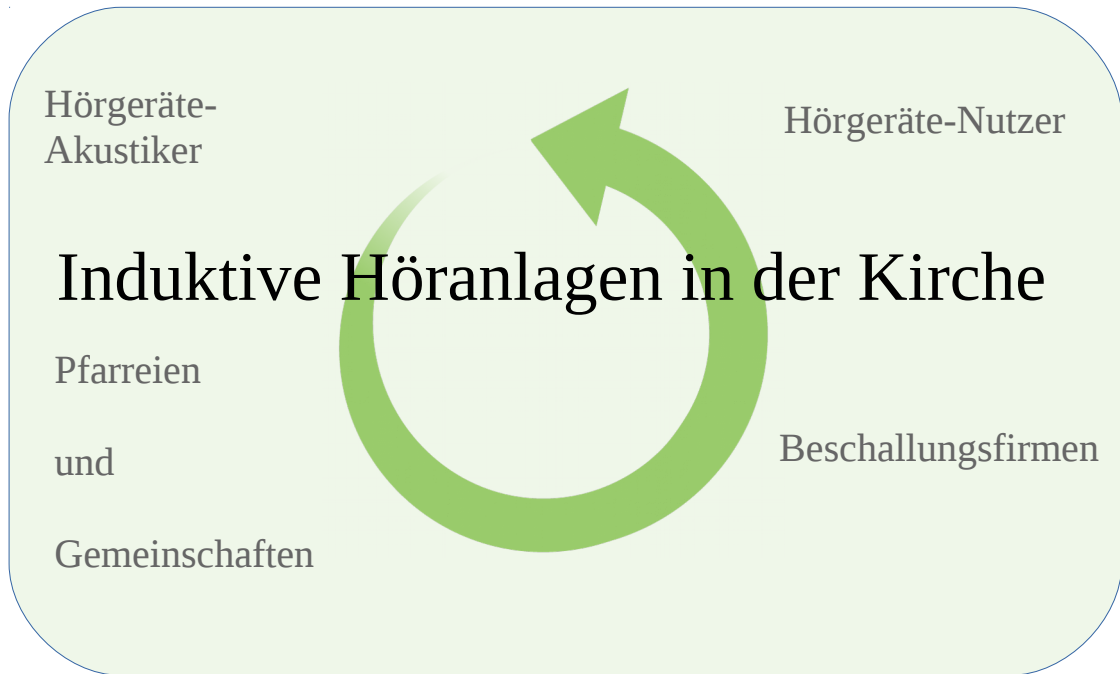 Hörgeräte-
Akustiker
Hörgeräte-Nutzer
Induktive Höranlagen in der Kirche
Pfarreien
und
Gemeinschaften
Beschallungsfirmen